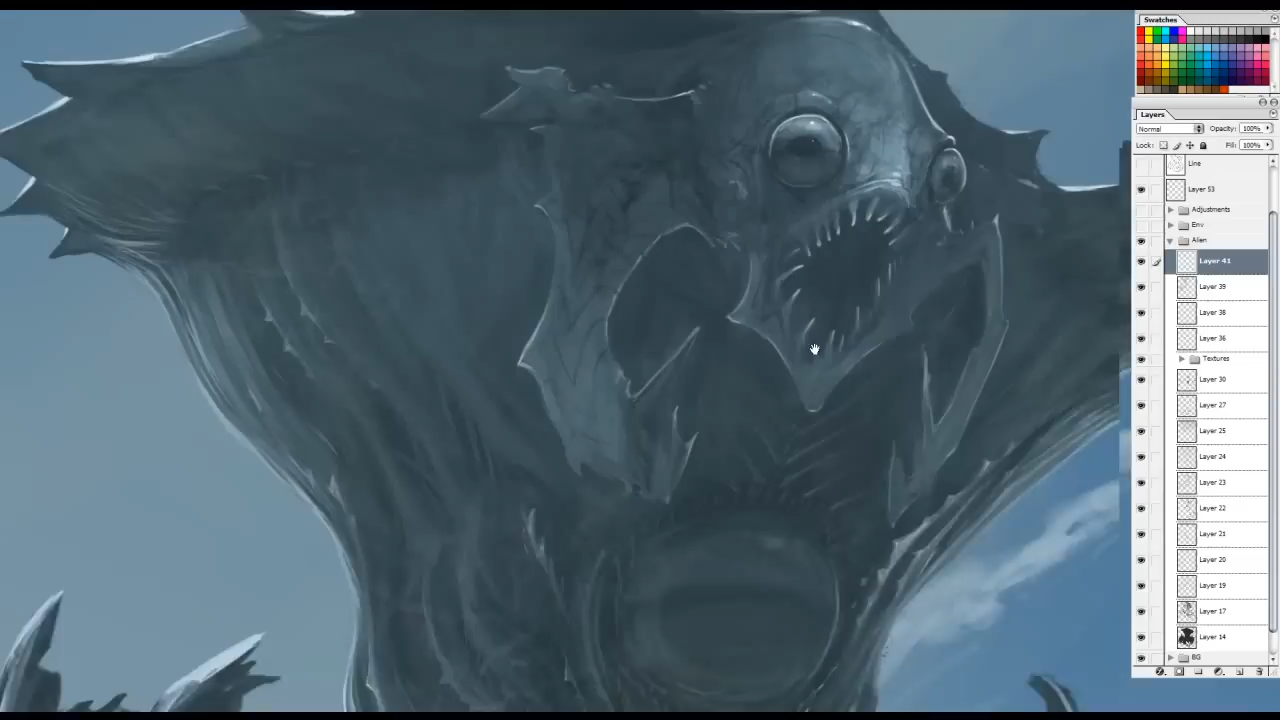 Swatches
Layers
Normal Opacity: 100%
Lock: Fill: 100%
Line
Layer 53
Adjustments
Env
Alien
Layer 41
Layer 39
Layer 38
Layer 36
Textures
Layer 30
Layer 27
Layer 25
Layer 24
Layer 23
Layer 22
Layer 21
Layer 20
Layer 19
Layer 17
Layer 14
BG